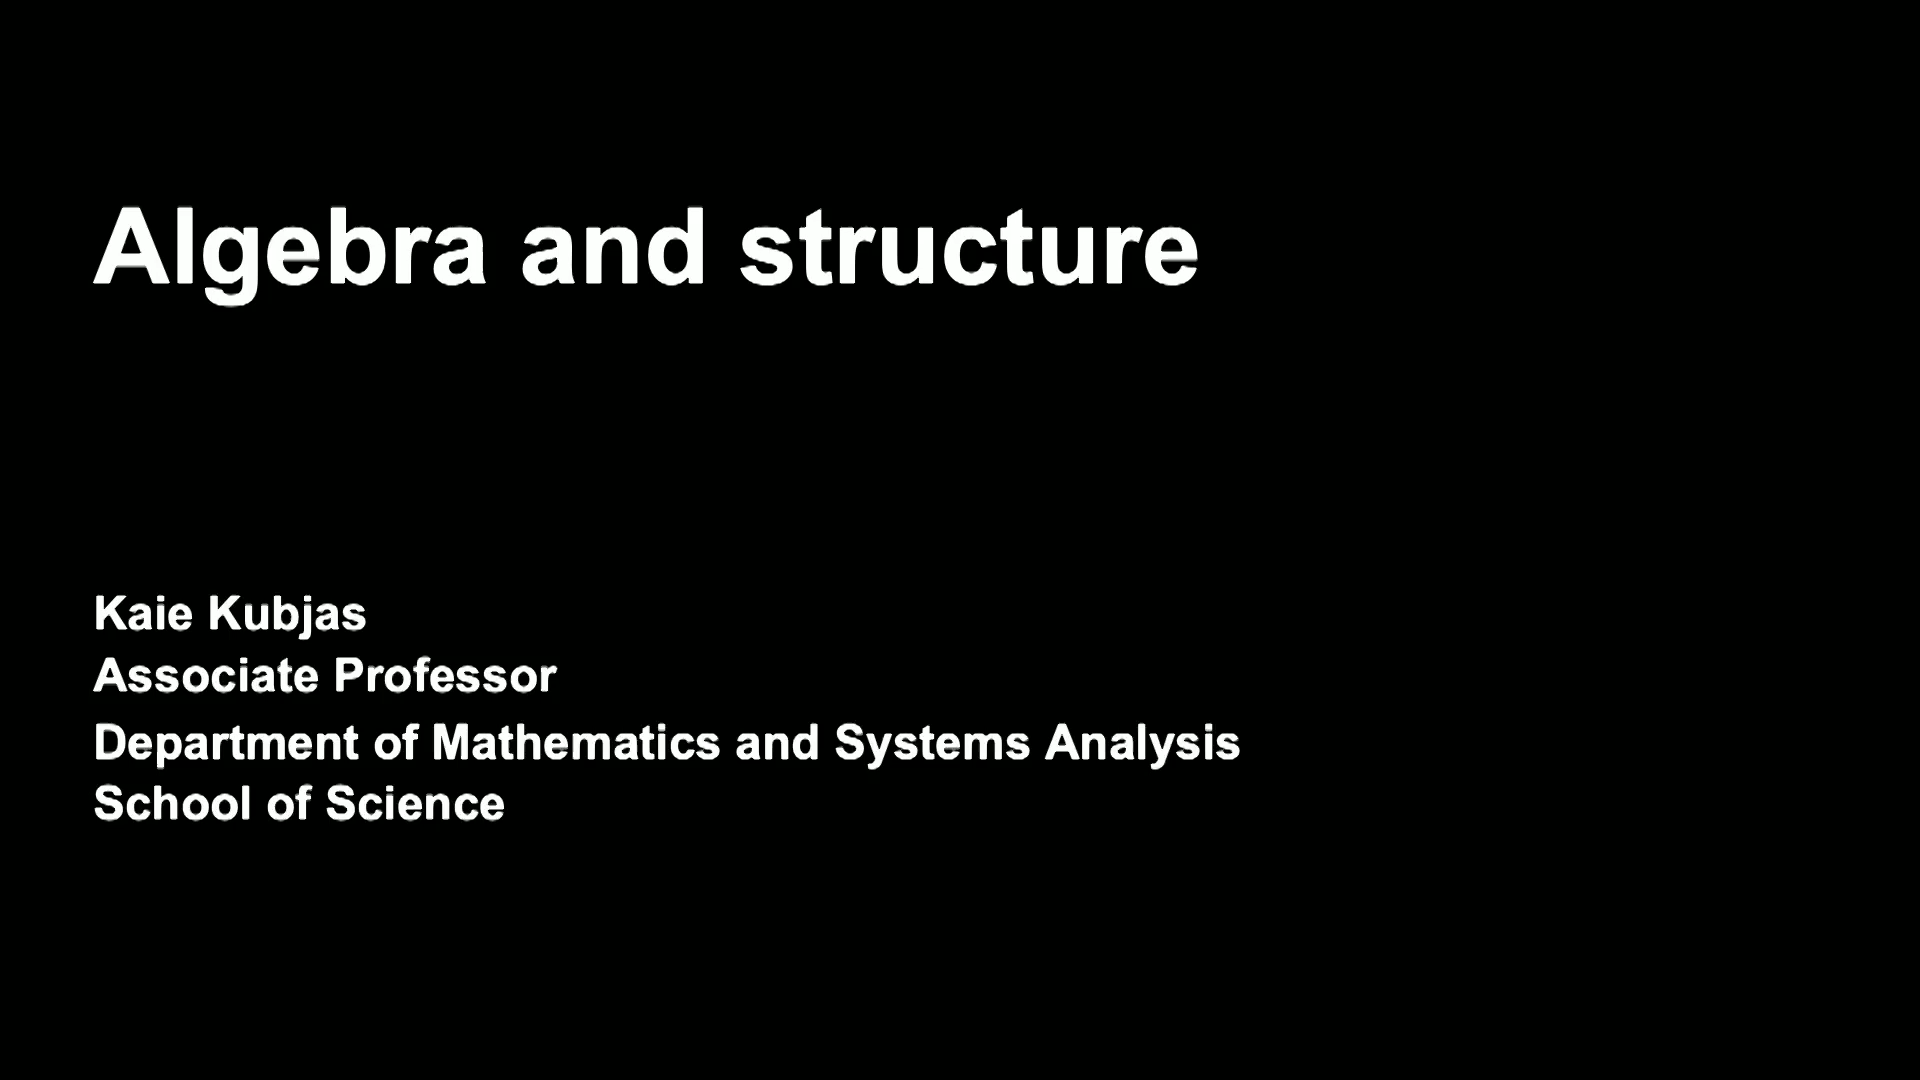 Algebra and structure
Kaie Kubjas
Associate Professor
Department of Mathematics and Systems Analysis
School of Science